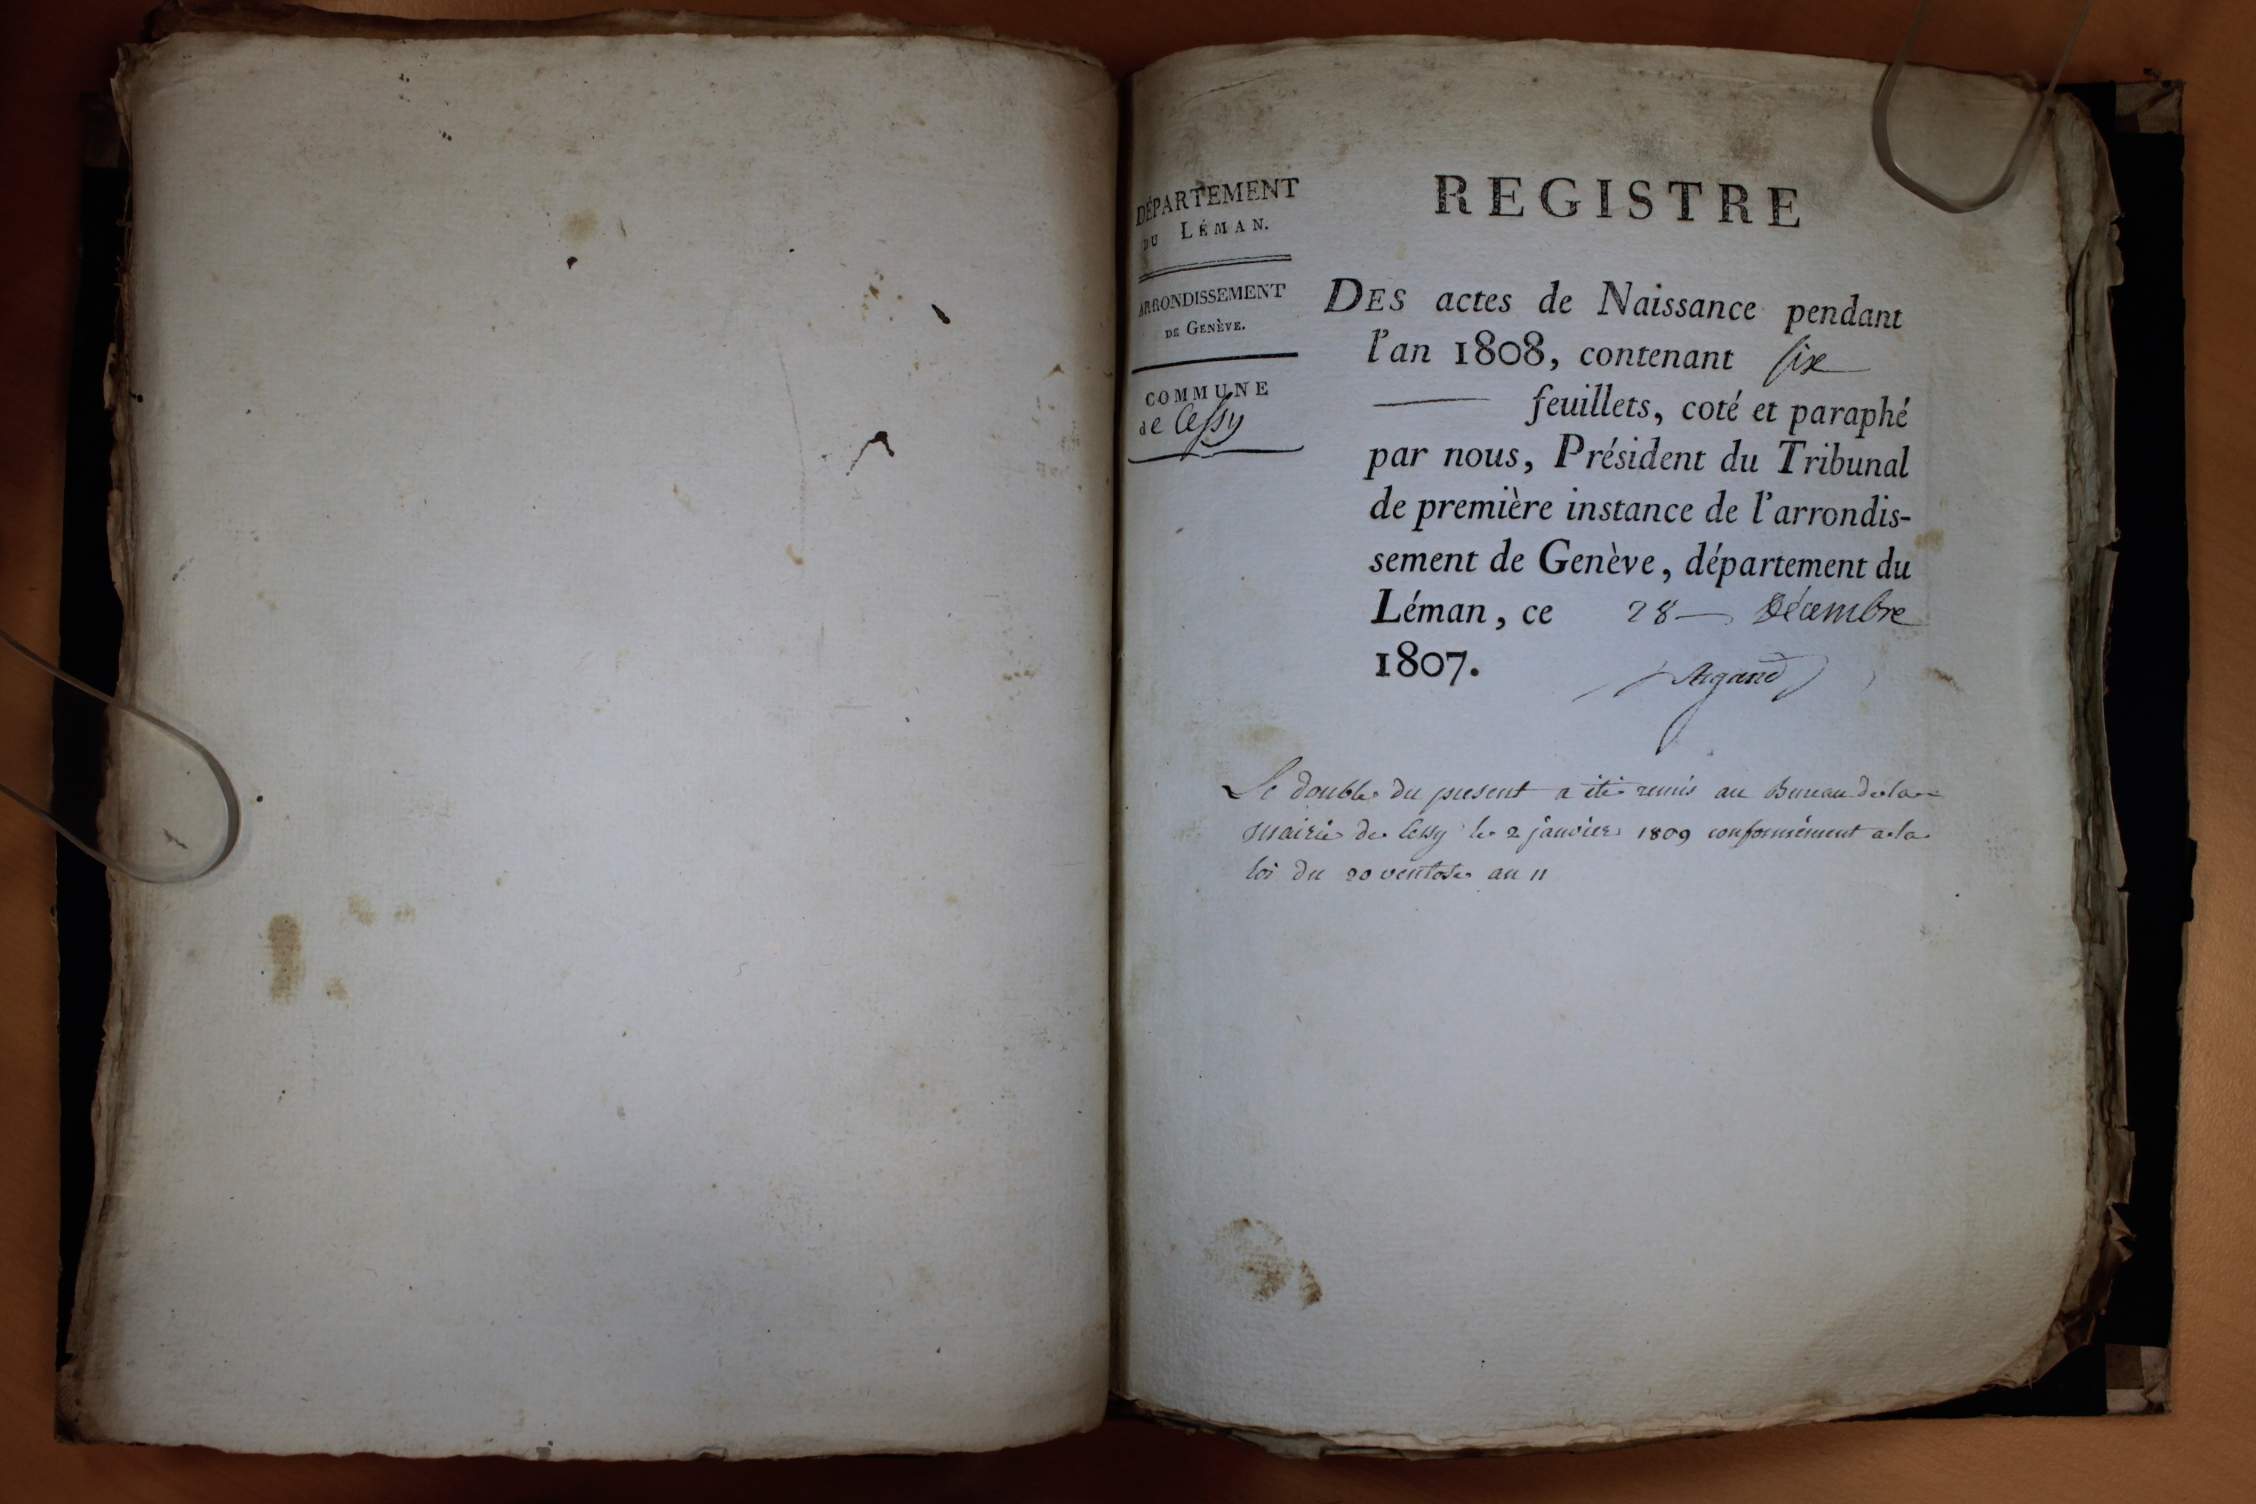 DÉPARTEMENT
DU LÉMAN.
ARRONDISSEMENT
DE GENÈVE.
COMMUNE
de Cessy
REGISTRE
DES actes de Naissance pendant
l'an 1808, contenant six
feuillets, coté et paraphé
par nous, Président du Tribunal
de première instance de l'arrondis-
sement de Genève, département du
Léman, ce 28 Décembre
1807.
Argand
Le double du present a été remis au Bureau de la
Mairie de Cessy le 2 janvier 1809 conformément a la
loi du 20 ventose an 11